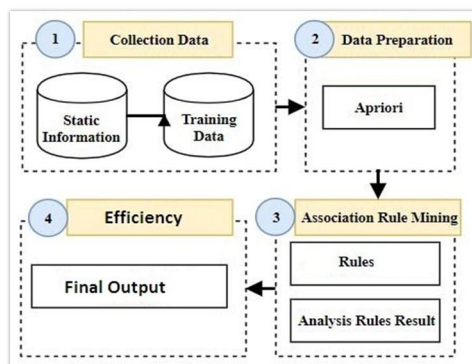 1
Collection Data
Static
Information
Training
Data
2
Data Preparation
Apriori
3
Association Rule Mining
Rules
Analysis Rules Result
4
Efficiency
Final Output